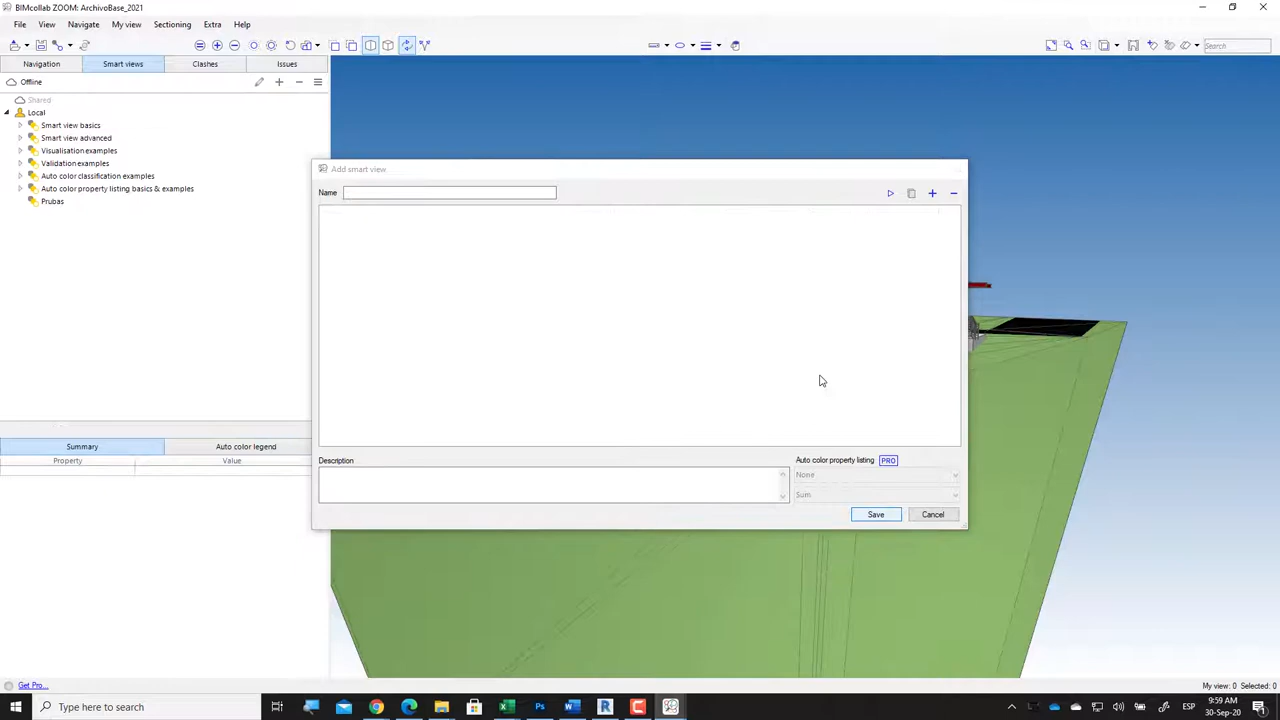 BIMcollab ZOOM: ArchivoBase_2021
File View Navigate My view Sectioning Extra Help
Search
Navigation Smart views Clashes Issues
Offline
Shared
Local
Smart view basics
Smart view advanced
Visualisation examples
Validation examples
Auto color classification examples
Auto color property listing basics & examples
Prubas
Add smart view
Name
Description
Auto color property listing PRO
None
Sum
Save Cancel
Summary Auto color legend
Property Value
Get Pro...
My view: 0 Selected: 0
Type here to search
ESP
9:59 AM
30-Sep-20